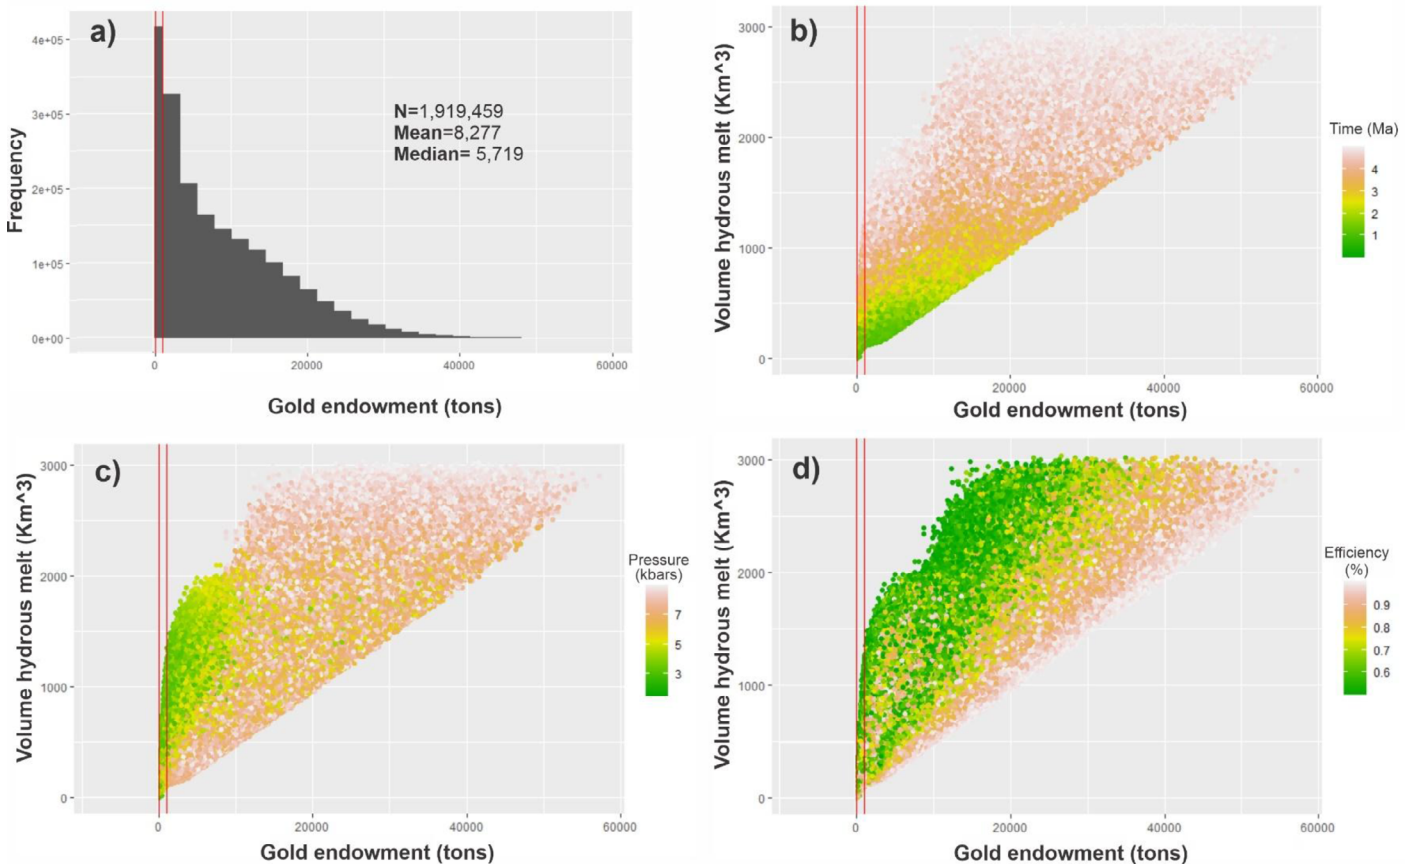 a)
N=1,919,459
Mean=8,277
Median= 5,719
Frequency
4e+05
3e+05
2e+05
1e+05
0e+00
0
20000
40000
60000
Gold endowment (tons)
b)
Volume hydrous melt (Km^3)
3000
2000
1000
0
0
20000
40000
60000
Gold endowment (tons)
Time (Ma)
4
3
2
1
c)
Volume hydrous melt (Km^3)
3000
2000
1000
0
0
20000
40000
60000
Gold endowment (tons)
Pressure
(kbars)
7
5
3
d)
Volume hydrous melt (Km^3)
3000
2000
1000
0
0
20000
40000
60000
Gold endowment (tons)
Efficiency
(%)
0.9
0.8
0.7
0.6